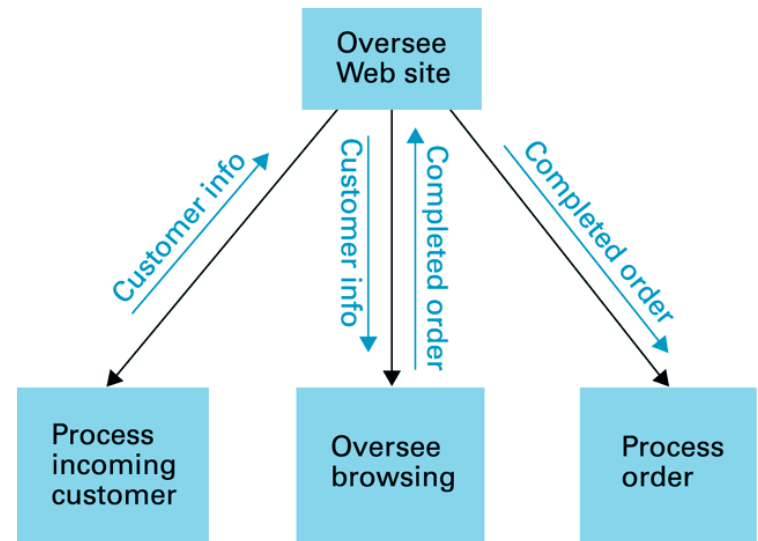 Oversee
Web site
Customer info
Customer info
Completed order
Completed order
Process
incoming
customer
Oversee
browsing
Process
order